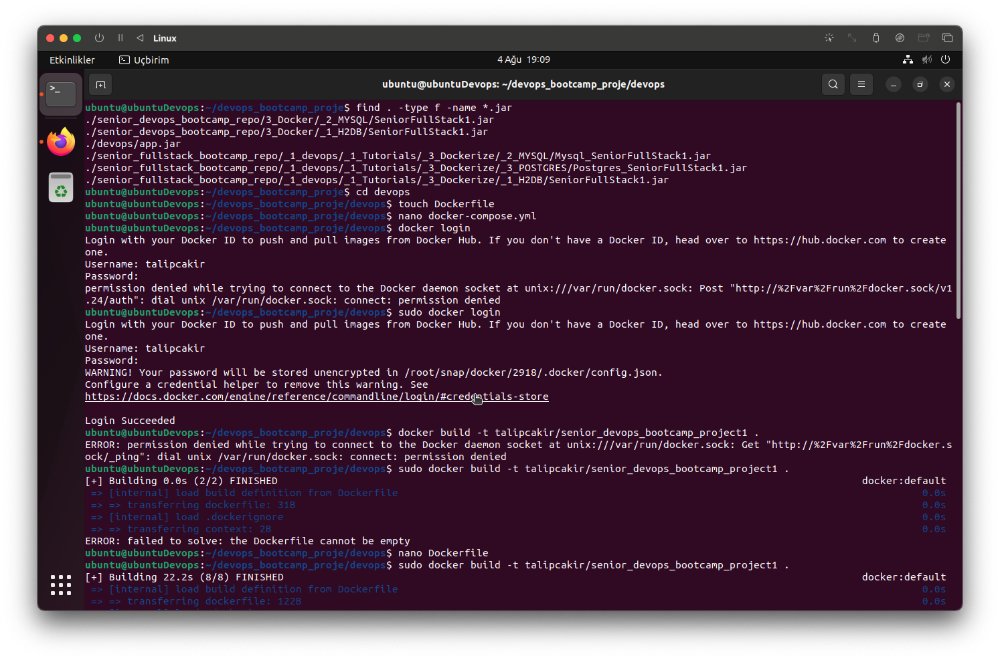 Linux
Etkinlikler
Uçbirim
4 Ağu 19:09
ubuntu@ubuntuDevops: ~/devops_bootcamp_proje/devops
ubuntu@ubuntuDevops:~/devops_bootcamp_proje$ find . -type f -name *.jar
./senior_devops_bootcamp_repo/3_Docker/_2_MYSQL/SeniorFullStack1.jar
./senior_devops_bootcamp_repo/3_Docker/_1_H2DB/SeniorFullStack1.jar
./devops/app.jar
./senior_fullstack_bootcamp_repo/_1_devops/_1_Tutorials/_3_Dockerize/_2_MYSQL/Mysql_SeniorFullStack1.jar
./senior_fullstack_bootcamp_repo/_1_devops/_1_Tutorials/_3_Dockerize/_3_POSTGRES/Postgres_SeniorFullStack1.jar
./senior_fullstack_bootcamp_repo/_1_devops/_1_Tutorials/_3_Dockerize/_1_H2DB/SeniorFullStack1.jar
ubuntu@ubuntuDevops:~/devops_bootcamp_proje$ cd devops
ubuntu@ubuntuDevops:~/devops_bootcamp_proje/devops$ touch Dockerfile
ubuntu@ubuntuDevops:~/devops_bootcamp_proje/devops$ nano docker-compose.yml
ubuntu@ubuntuDevops:~/devops_bootcamp_proje/devops$ docker login
Login with your Docker ID to push and pull images from Docker Hub. If you don't have a Docker ID, head over to https://hub.docker.com to create
one.
Username: talipcakir
Password:
permission denied while trying to connect to the Docker daemon socket at unix:///var/run/docker.sock: Post "http://%2Fvar%2Frun%2Fdocker.sock/v1
.24/auth": dial unix /var/run/docker.sock: connect: permission denied
ubuntu@ubuntuDevops:~/devops_bootcamp_proje/devops$ sudo docker login
Login with your Docker ID to push and pull images from Docker Hub. If you don't have a Docker ID, head over to https://hub.docker.com to create
one.
Username: talipcakir
Password:
WARNING! Your password will be stored unencrypted in /root/snap/docker/2918/.docker/config.json.
Configure a credential helper to remove this warning. See
https://docs.docker.com/engine/reference/commandline/login/#credentials-store
Login Succeeded
ubuntu@ubuntuDevops:~/devops_bootcamp_proje/devops$ docker build -t talipcakir/senior_devops_bootcamp_project1 .
ERROR: permission denied while trying to connect to the Docker daemon socket at unix:///var/run/docker.sock: Get "http://%2Fvar%2Frun%2Fdocker.s
ock/_ping": dial unix /var/run/docker.sock: connect: permission denied
ubuntu@ubuntuDevops:~/devops_bootcamp_proje/devops$ sudo docker build -t talipcakir/senior_devops_bootcamp_project1 .
[+] Building 0.0s (2/2) FINISHED docker:default
=> [internal] load build definition from Dockerfile 0.0s
=> => transferring dockerfile: 31B 0.0s
=> [internal] load .dockerignore 0.0s
=> => transferring context: 2B 0.0s
ERROR: failed to solve: the Dockerfile cannot be empty
ubuntu@ubuntuDevops:~/devops_bootcamp_proje/devops$ nano Dockerfile
ubuntu@ubuntuDevops:~/devops_bootcamp_proje/devops$ sudo docker build -t talipcakir/senior_devops_bootcamp_project1 .
[+] Building 22.2s (8/8) FINISHED docker:default
=> [internal] load build definition from Dockerfile 0.0s
=> => transferring dockerfile: 122B 0.0s